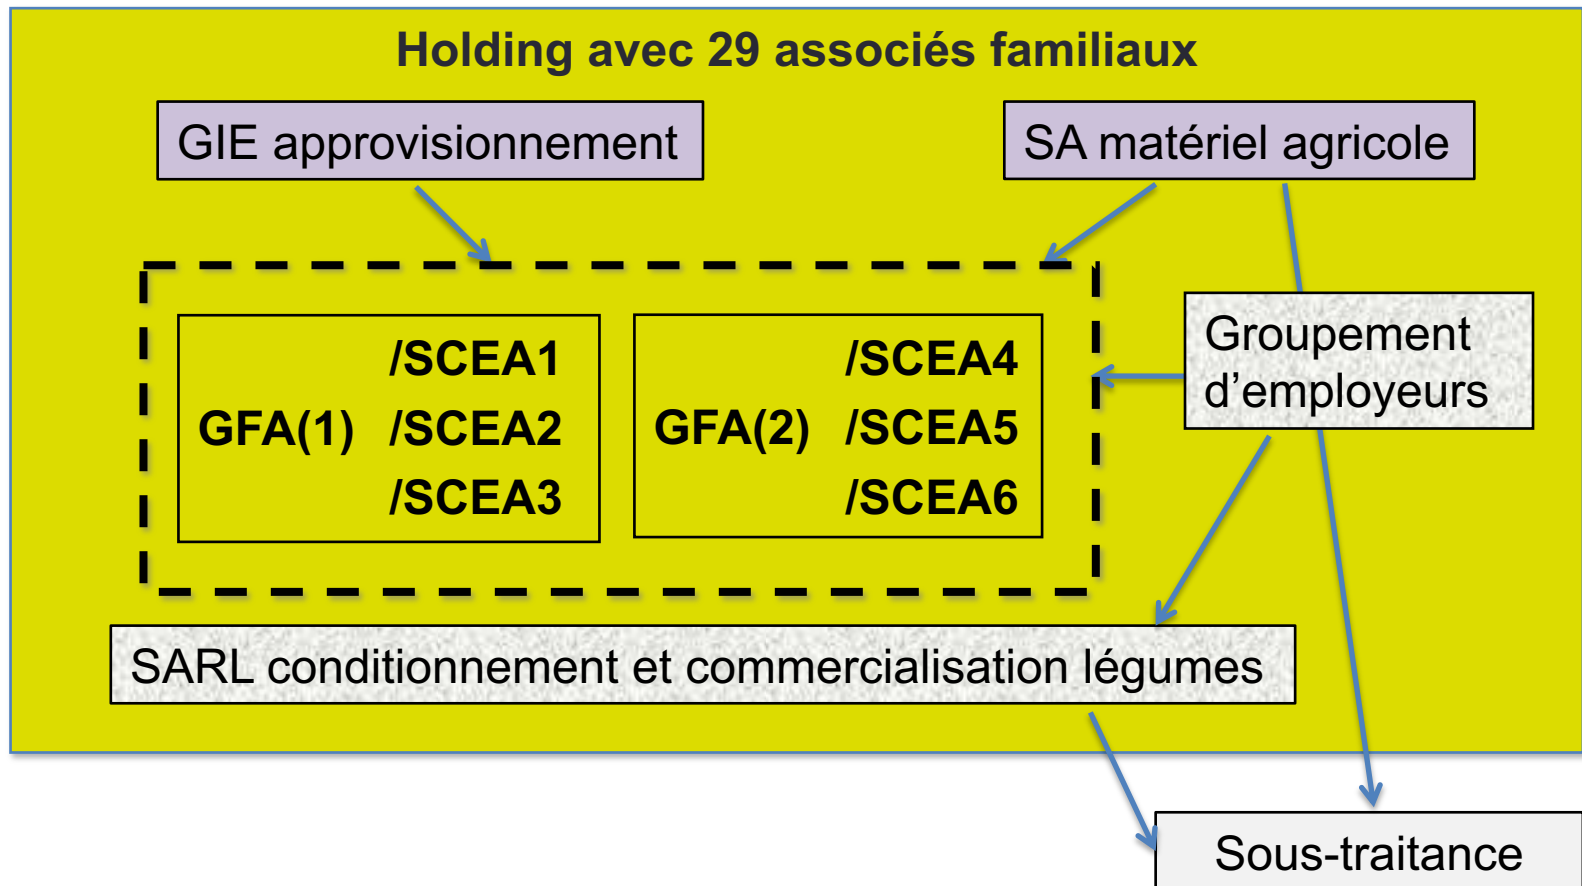 Holding avec 29 associés familiaux
GIE approvisionnement
SA matériel agricole
/SCEA1
GFA(1) /SCEA2
/SCEA3
/SCEA4
GFA(2) /SCEA5
/SCEA6
Groupement
d’employeurs
SARL conditionnement et commercialisation légumes
Sous-traitance